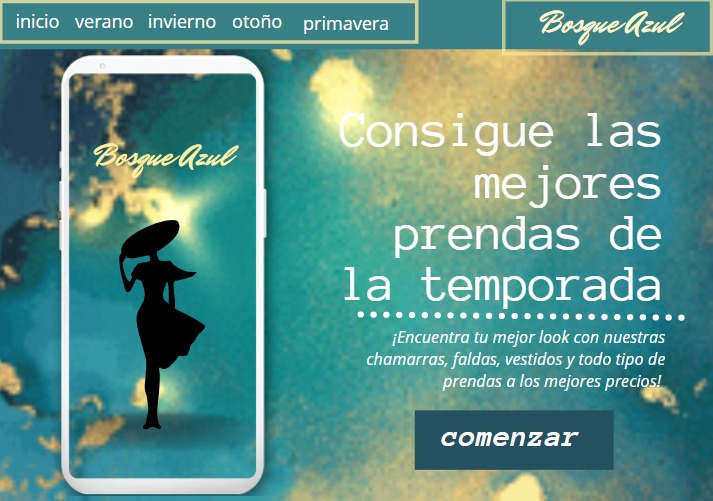 inicio verano invierno otoño primavera
Bosque Azul
Bosque Azul
Consigue las
mejores
prendas de
la temporada
¡Encuentra tu mejor look con nuestras
chamarras, faldas, vestidos y todo tipo de
prendas a los mejores precios!
comenzar